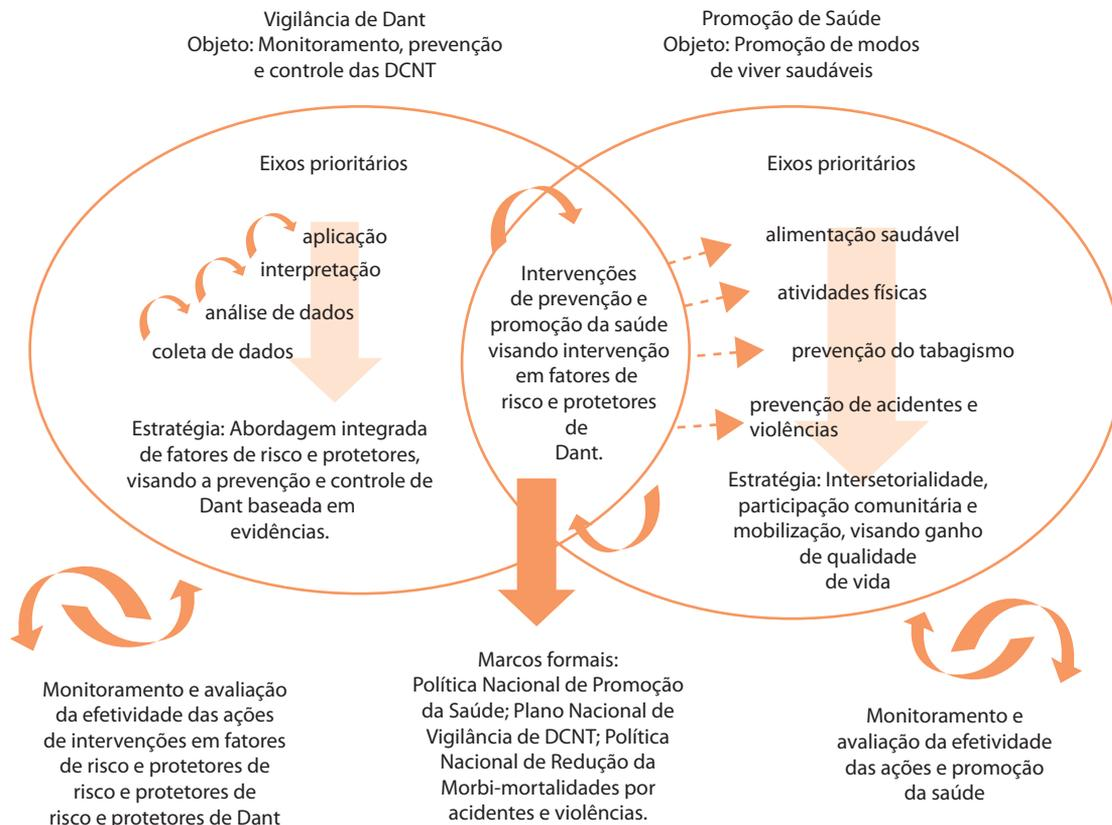 Vigilância de Dant
Objeto: Monitoramento, prevenção
e controle das DCNT
Promoção de Saúde
Objeto: Promoção de modos
de viver saudáveis
Eixos prioritários
aplicação
interpretação
análise de dados
coleta de dados
Estratégia: Abordagem integrada
de fatores de risco e protetores,
visando a prevenção e controle de
Dant baseada em
evidências.
Intervenções
de prevenção e
promoção da saúde
visando intervenção
em fatores de
risco e protetores
de
Dant.
Eixos prioritários
alimentação saudável
atividades físicas
prevenção do tabagismo
prevenção de acidentes e
violências
Estratégia: Intersetorialidade,
participação comunitária e
mobilização, visando ganho
de qualidade
de vida
Monitoramento e avaliação
da efetividade das ações
de intervenções em fatores
de risco e protetores de
risco e protetores de
risco e protetores de Dant
Marcos formais:
Política Nacional de Promoção
da Saúde; Plano Nacional de
Vigilância de DCNT; Política
Nacional de Redução da
Morbi-mortalidades por
acidentes e violências.
Monitoramento e
avaliação da efetividade
das ações e promoção
da saúde